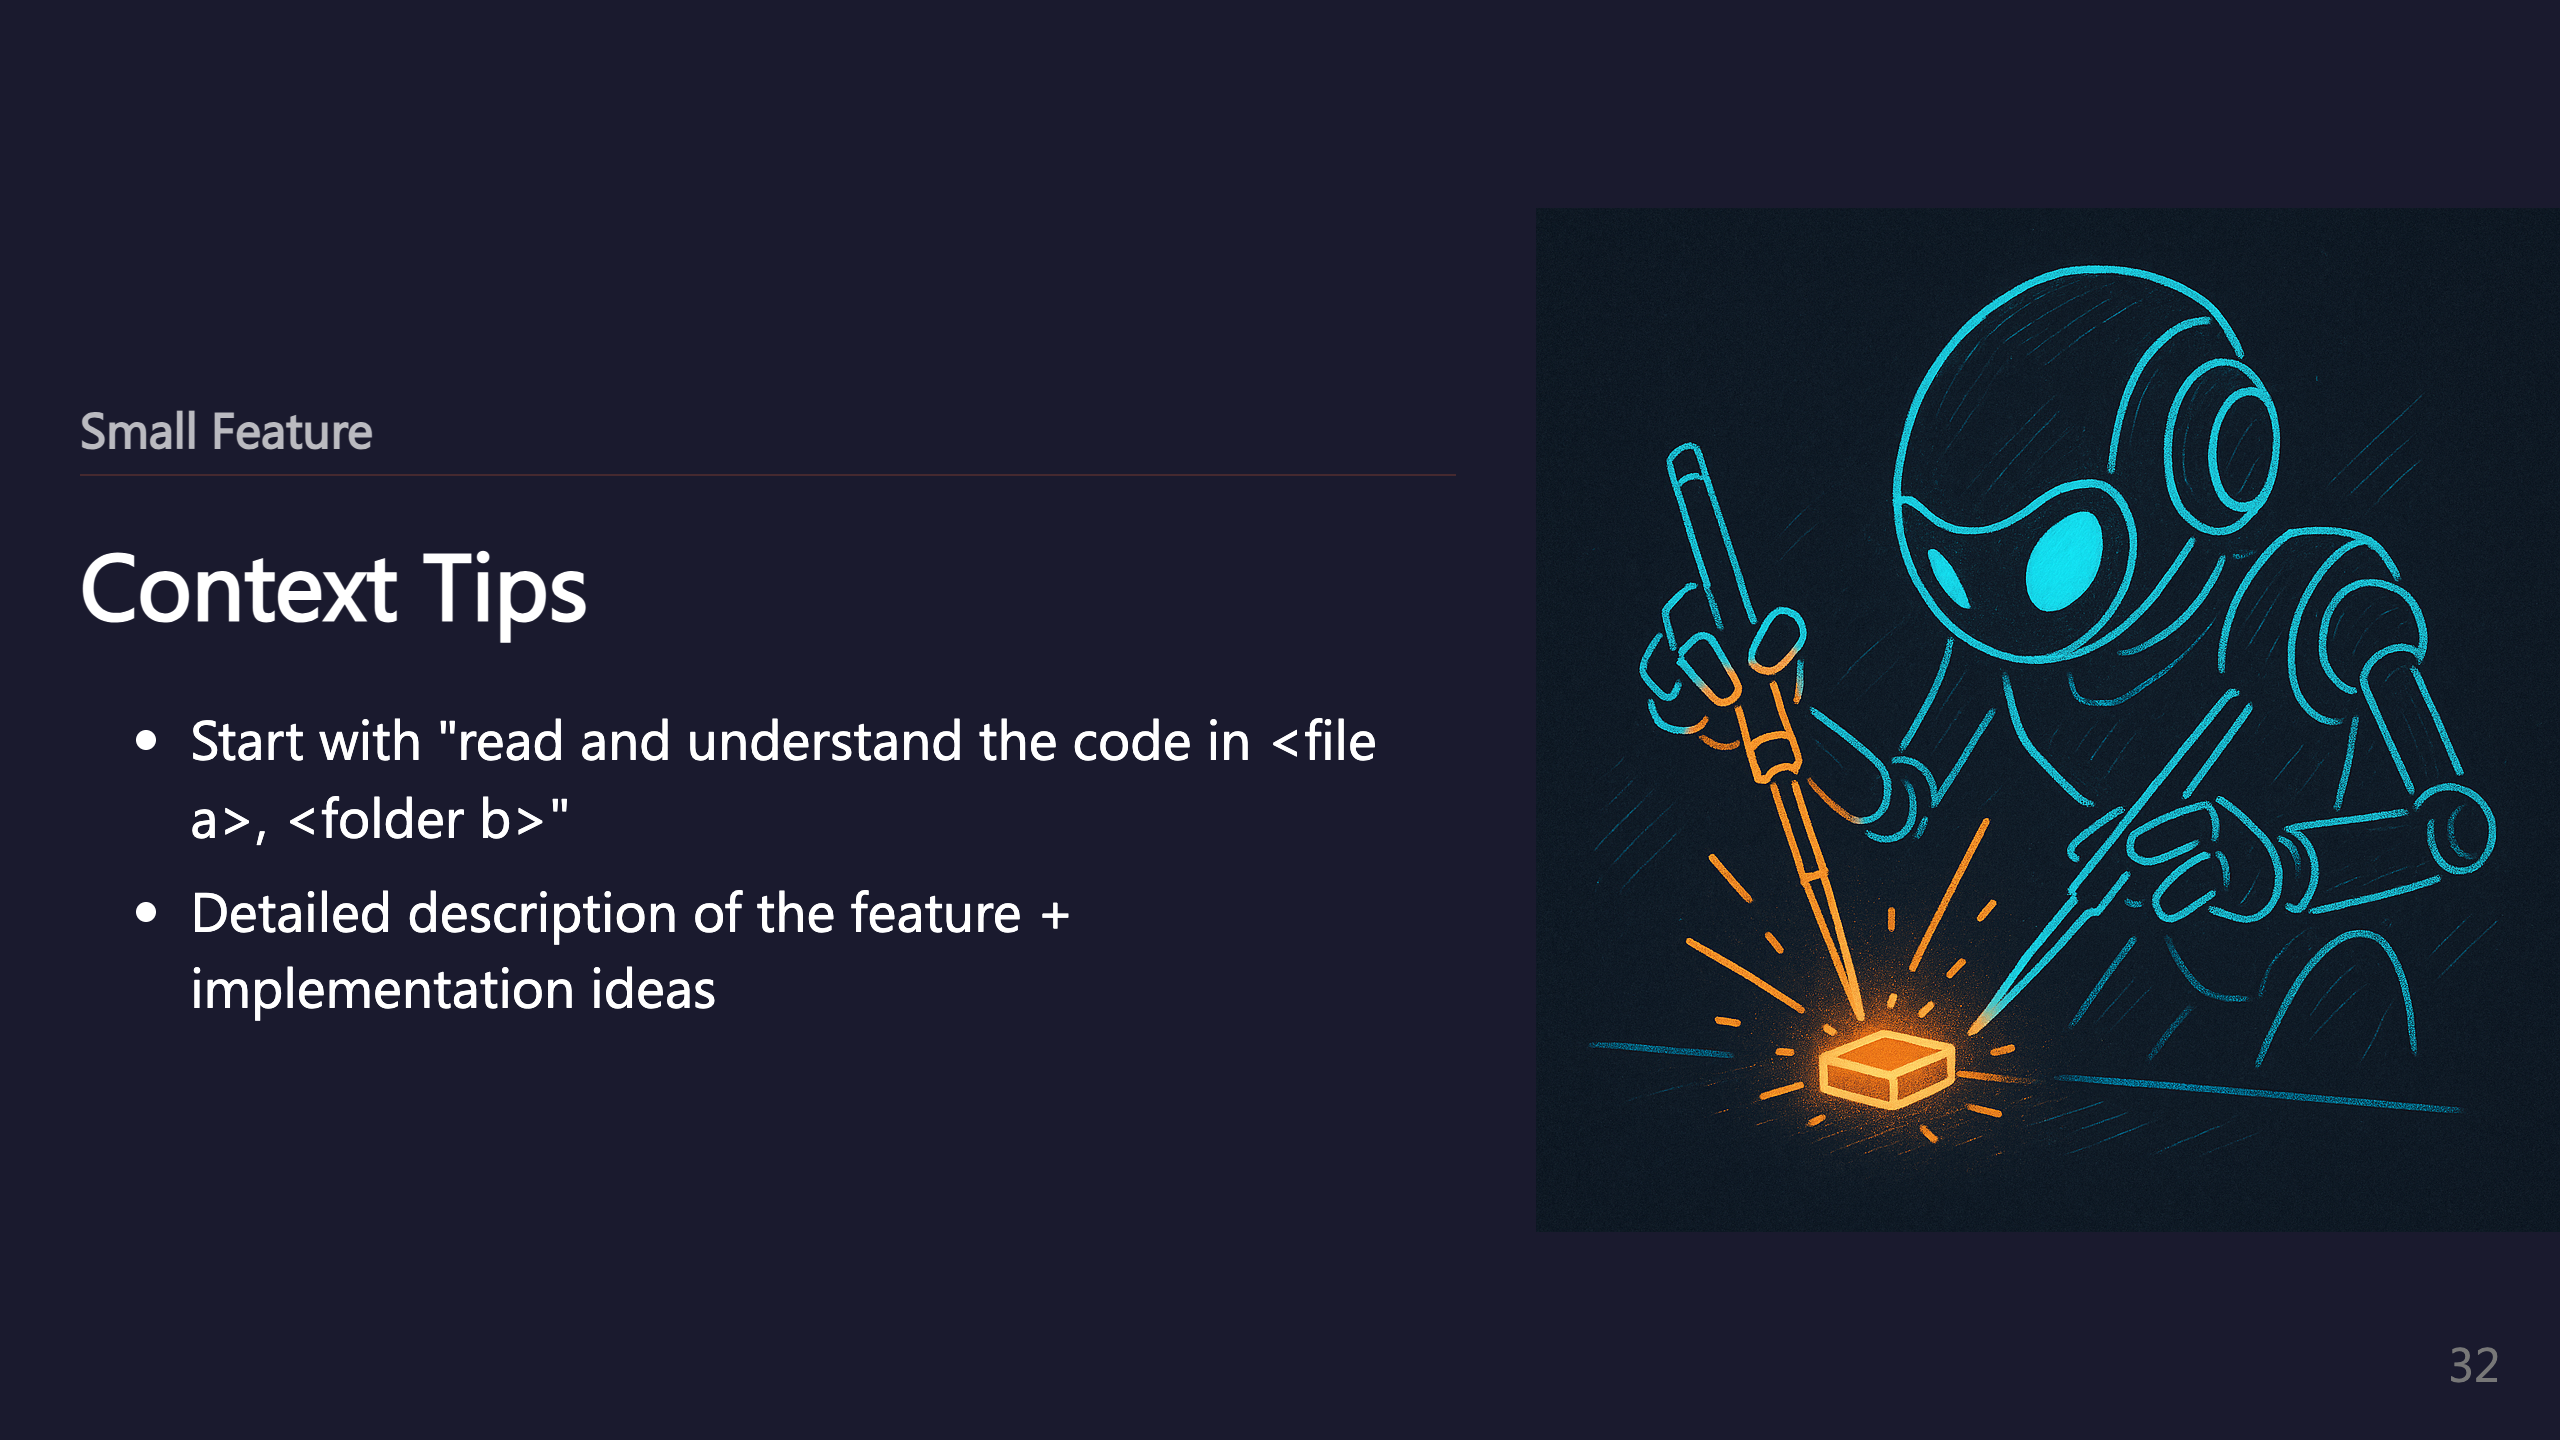 Small Feature
Context Tips
• Start with "read and understand the code in <file
a>, <folder b>"
• Detailed description of the feature +
implementation ideas
32